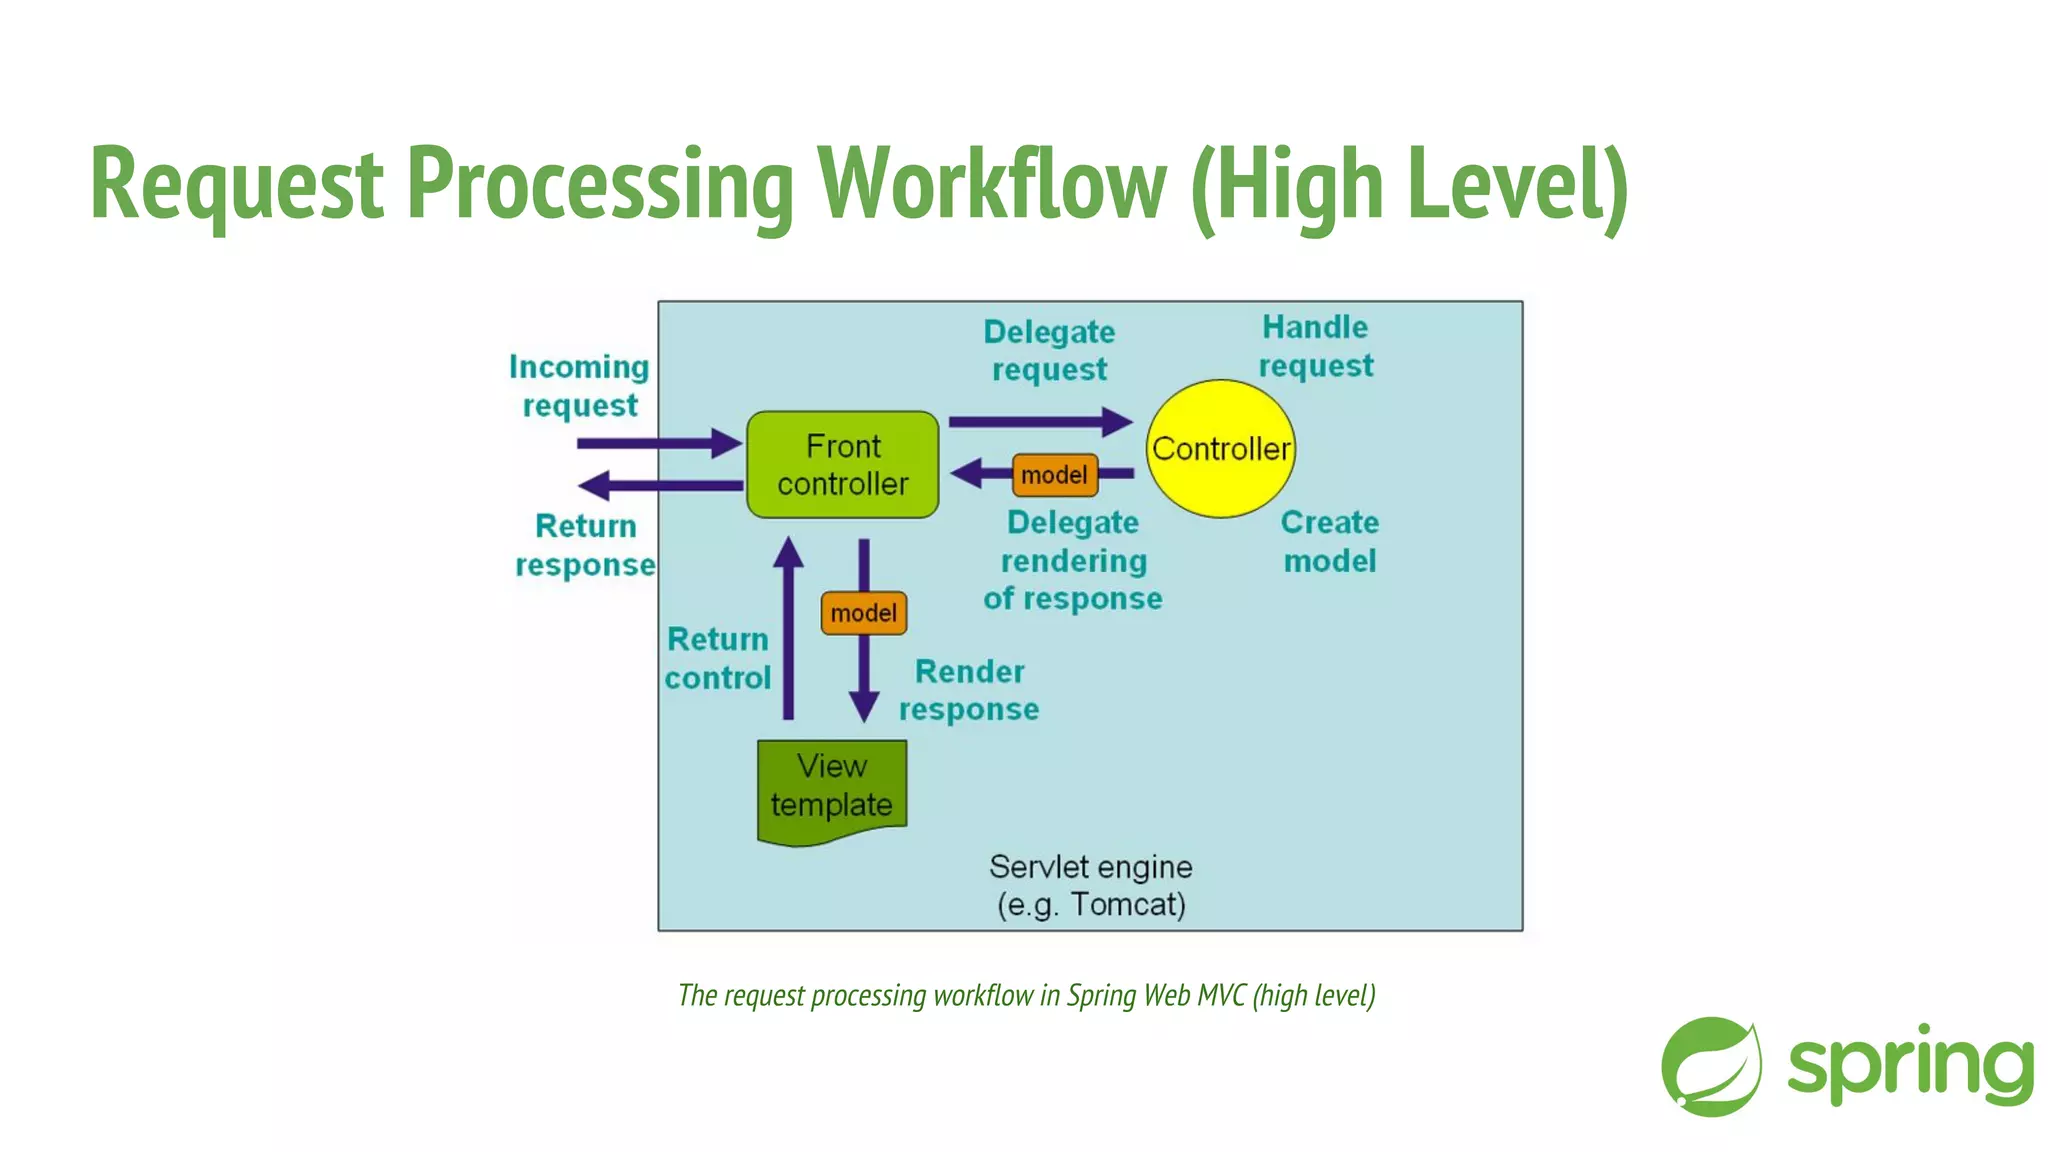 Request Processing Workflow (High Level)
Incoming
request
Return
response
Front
controller
Delegate
request
Handle
request
Controller
model
Delegate
rendering
of response
Create
model
model
Return
control
Render
response
View
template
Servlet engine
(e.g. Tomcat)
The request processing workflow in Spring Web MVC (high level)
spring